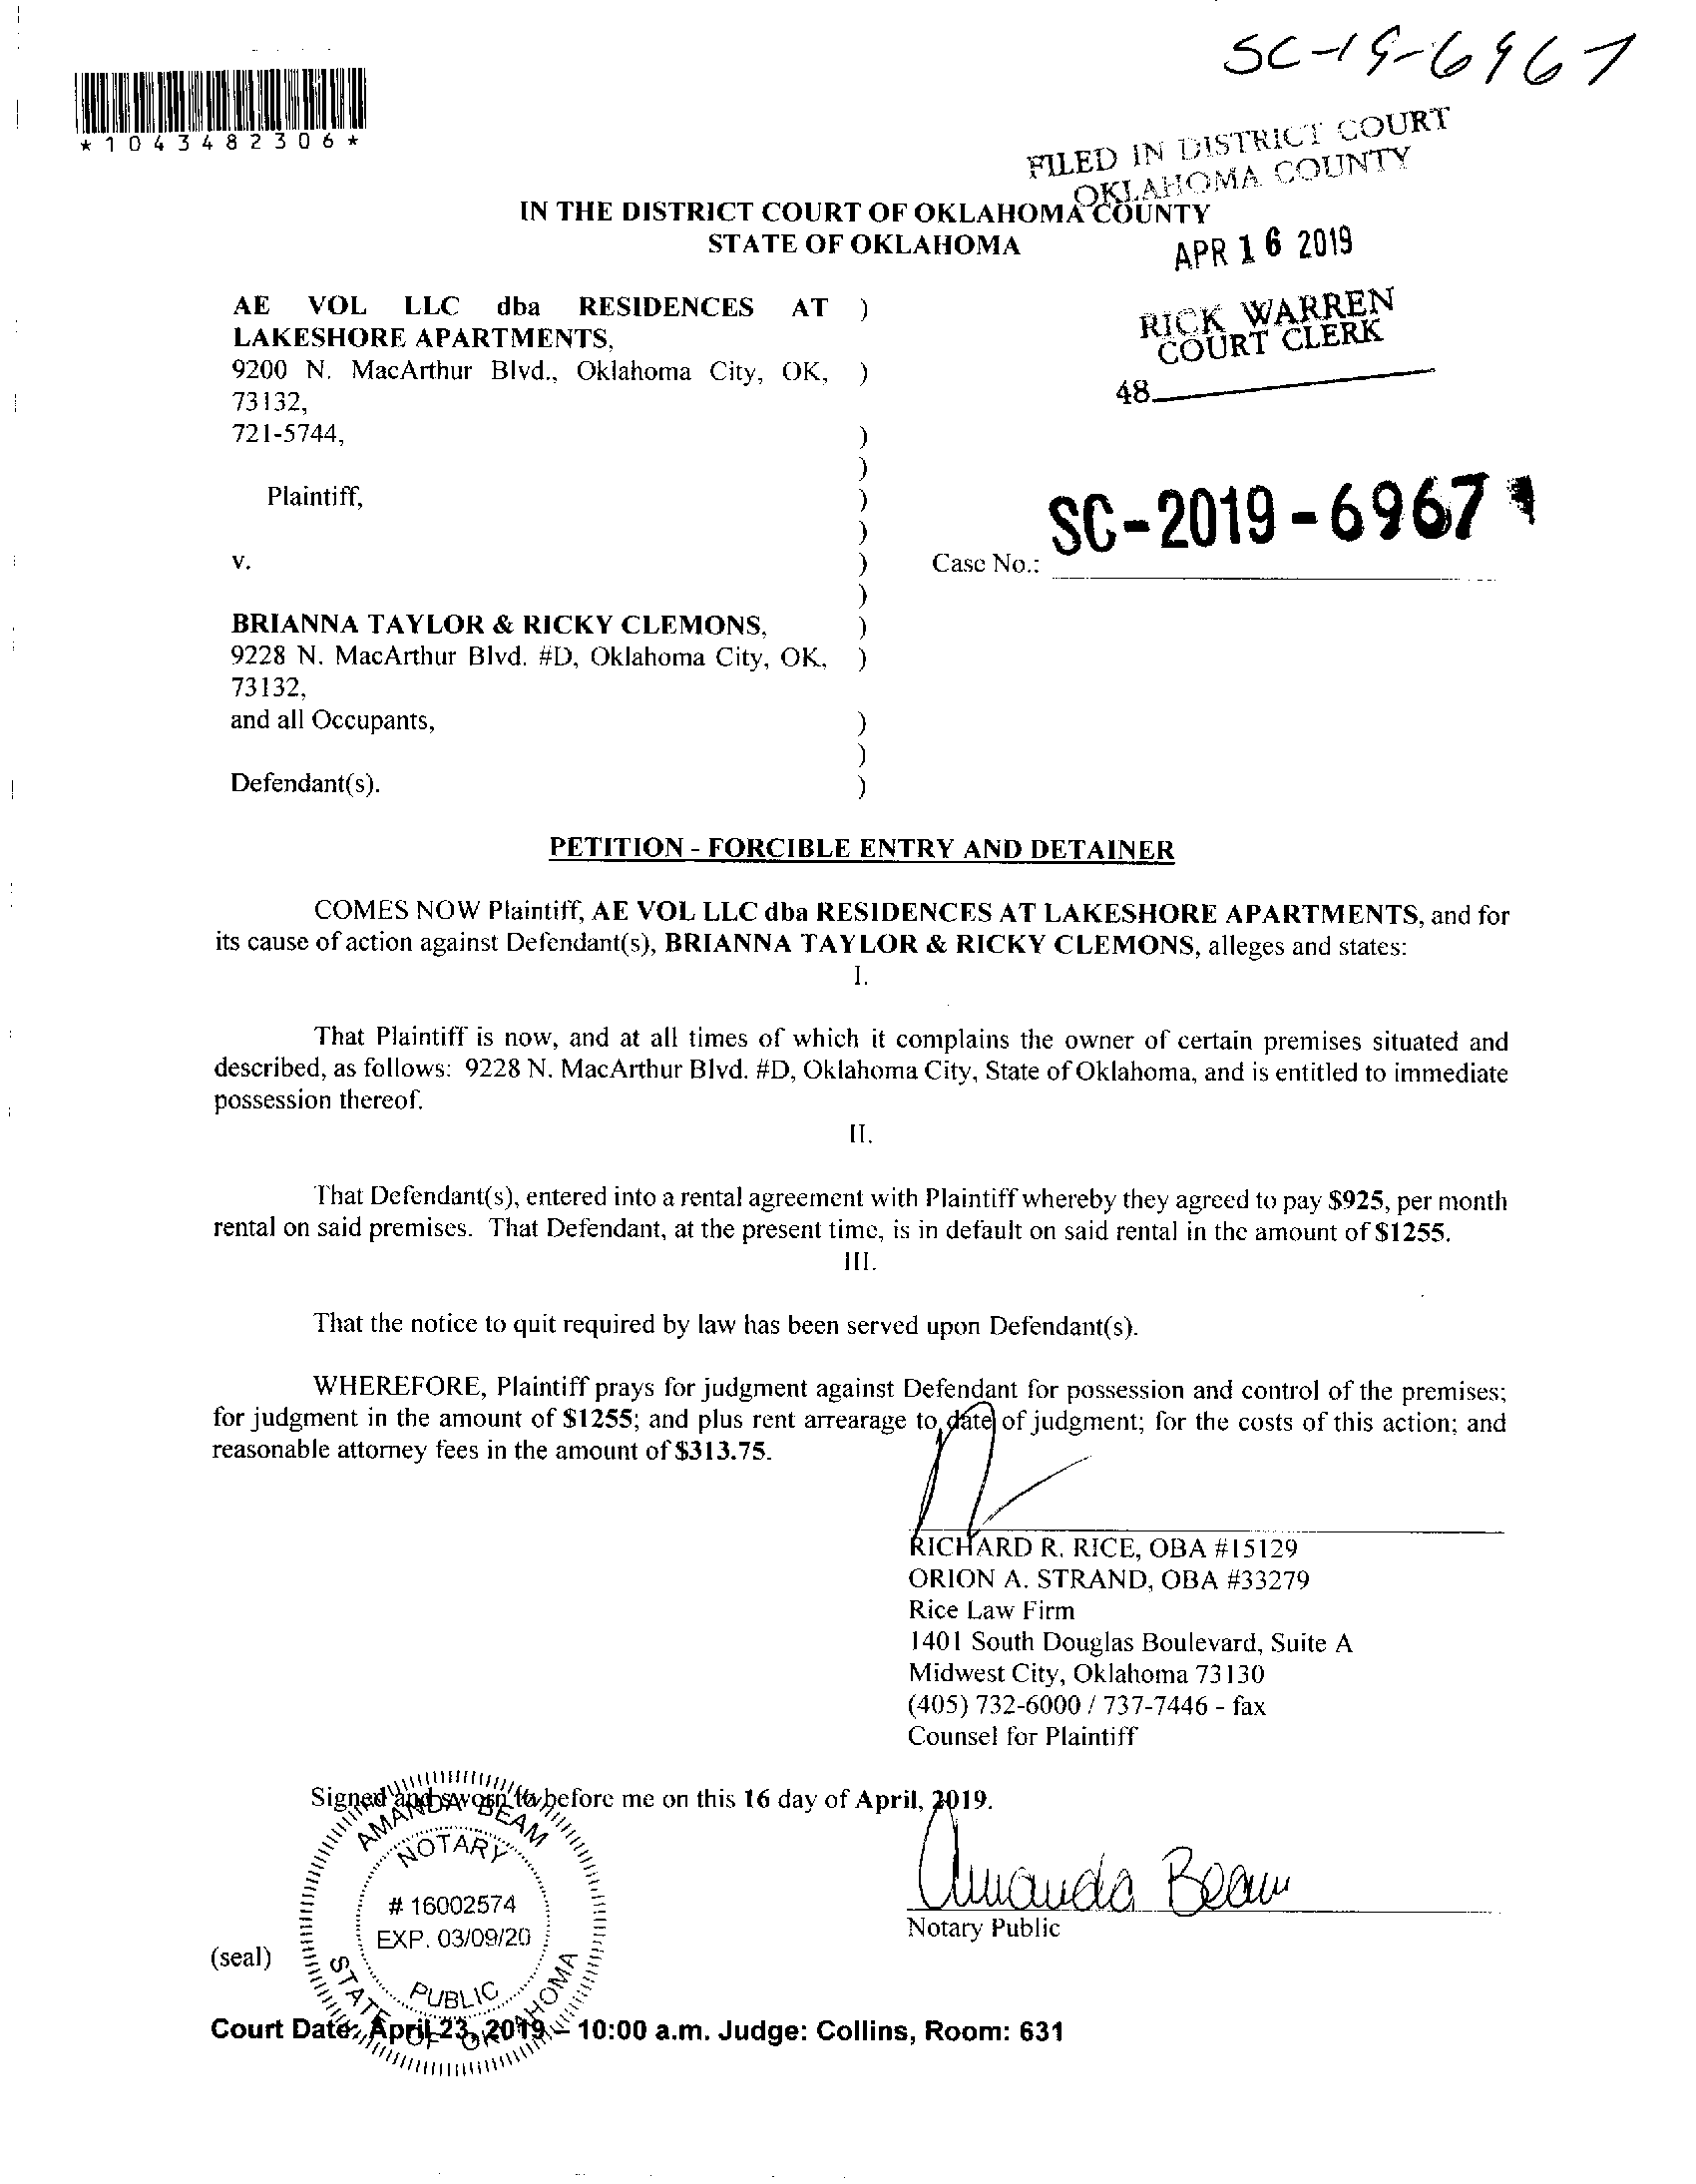 SC-19-6967
*1043482306*
FILED IN DISTRICT COURT
OKLAHOMA COUNTY
IN THE DISTRICT COURT OF OKLAHOMA COUNTY
STATE OF OKLAHOMA
APR 16 2019
RICK WARREN
COURT CLERK
48
AE VOL LLC dba RESIDENCES AT )
LAKESHORE APARTMENTS,
9200 N. MacArthur Blvd., Oklahoma City, OK, )
73132,
721-5744, )
)
Plaintiff, )
)
v. )
Case No.: SC-2019-6967
)
BRIANNA TAYLOR & RICKY CLEMONS, )
9228 N. MacArthur Blvd. #D, Oklahoma City, OK, )
73132,
and all Occupants, )
)
Defendant(s). )
PETITION - FORCIBLE ENTRY AND DETAINER
COMES NOW Plaintiff, AE VOL LLC dba RESIDENCES AT LAKESHORE APARTMENTS, and for
its cause of action against Defendant(s), BRIANNA TAYLOR & RICKY CLEMONS, alleges and states:
I.
That Plaintiff is now, and at all times of which it complains the owner of certain premises situated and
described, as follows: 9228 N. MacArthur Blvd. #D, Oklahoma City, State of Oklahoma, and is entitled to immediate
possession thereof.
II.
That Defendant(s), entered into a rental agreement with Plaintiff whereby they agreed to pay $925, per month
rental on said premises. That Defendant, at the present time, is in default on said rental in the amount of $1255.
III.
That the notice to quit required by law has been served upon Defendant(s).
WHEREFORE, Plaintiff prays for judgment against Defendant for possession and control of the premises;
for judgment in the amount of $1255; and plus rent arrearage to date of judgment; for the costs of this action; and
reasonable attorney fees in the amount of $313.75.
RICHARD R. RICE, OBA #15129
ORION A. STRAND, OBA #33279
Rice Law Firm
1401 South Douglas Boulevard, Suite A
Midwest City, Oklahoma 73130
(405) 732-6000 / 737-7446 - fax
Counsel for Plaintiff
Signed and sworn to before me on this 16 day of April, 2019.
AMANDA BEAM
NOTARY
# 16002574
EXP. 03/09/20
PUBLIC
STATE OF OKLAHOMA
Amanda Beam
Notary Public
(seal)
Court Date: April 23, 2019 – 10:00 a.m. Judge: Collins, Room: 631